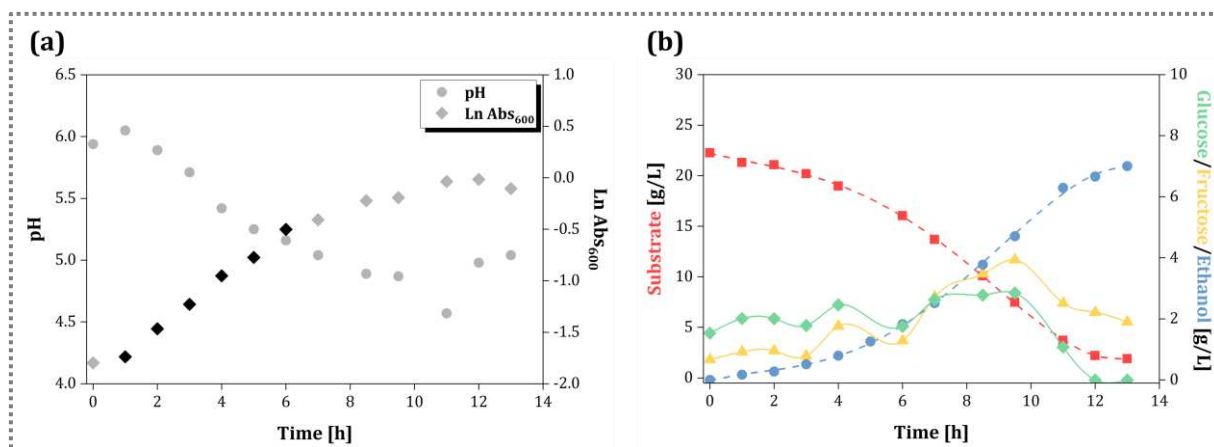 (a)
6.5
6.0
5.5
5.0
4.5
4.0
pH
pH
Ln Abs600
1.0
0.5
0.0
-0.5
-1.0
-1.5
-2.0
Ln Abs600
0 2 4 6 8 10 12 14
Time [h]
(b)
30
25
20
15
10
5
0
Substrate [g/L]
10
8
6
4
2
0
Glucose/Fructose/Ethanol [g/L]
0 2 4 6 8 10 12 14
Time [h]